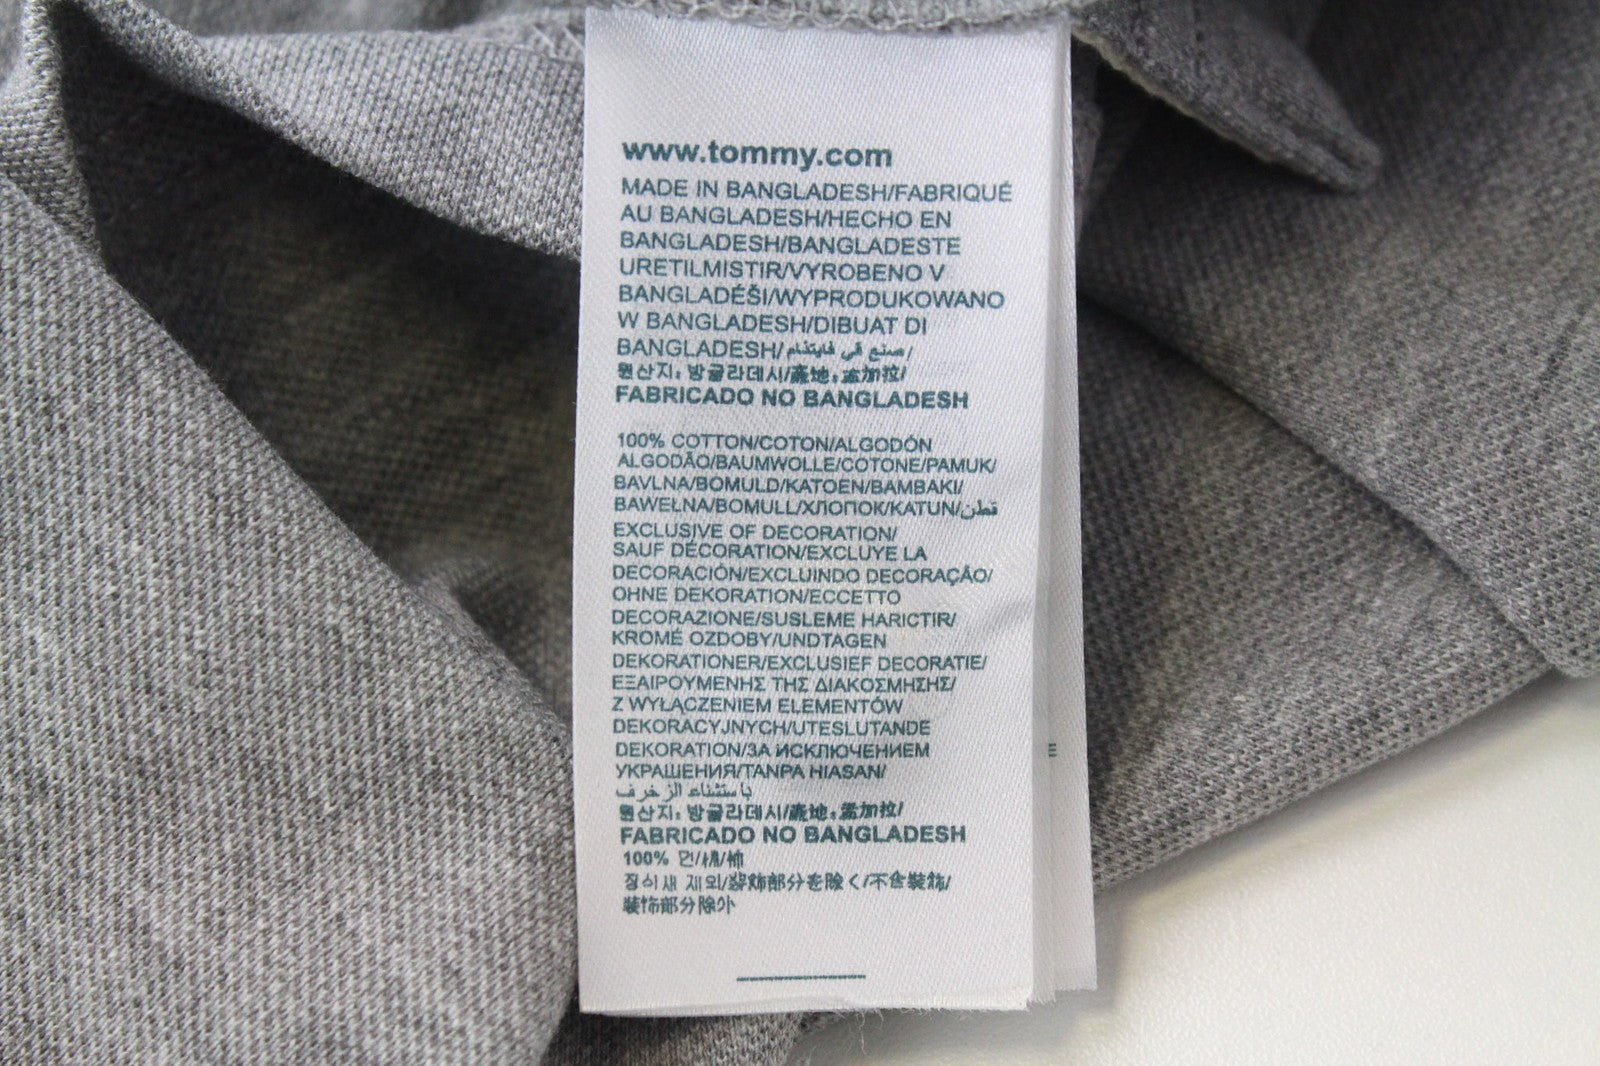 www.tommy.com
MADE IN BANGLADESH/FABRIQUÉ
AU BANGLADESH/HECHO EN
BANGLADESH/BANGLADESTE
URETILMISTIR/VYROBENO V
BANGLADÉŠI/WYPRODUKOWANO
W BANGLADESH/DIBUAT DI
BANGLADESH/صنع في فايتنام/
원산지: 방글라데시/產地:孟加拉/
FABRICADO NO BANGLADESH
100% COTTON/COTON/ALGODÓN
ALGODÃO/BAUMWOLLE/COTONE/PAMUK/
BAVLNA/BOMULD/KATOEN/BAMBAKI/
BAWEŁNA/BOMULL/ХЛОПОК/KATUN/قطن
EXCLUSIVE OF DECORATION/
SAUF DÉCORATION/EXCLUYE LA
DECORACIÓN/EXCLUINDO DECORAÇÃO/
OHNE DEKORATION/ECCETTO
DECORAZIONE/SUSLEME HARICTIR/
KROMĚ OZDOBY/UNDTAGEN
DEKORATIONER/EXCLUSIEF DECORATIE/
ΕΞΑΙΡΟΥΜΕΝΗΣ ΤΗΣ ΔΙΑΚΟΣΜΗΣΗΣ/
Z WYŁĄCZENIEM ELEMENTÓW
DEKORACYJNYCH/UTESLUTANDE
DEKORATION/ЗА ИСКЛЮЧЕНИЕМ
УКРАШЕНИЯ/TANPA HIASAN/
باستثناء الزخرف
원산지: 방글라데시/產地:孟加拉/
FABRICADO NO BANGLADESH
100% 면/棉/棉
장식새 제외/装飾部分を除く/不含裝飾/
裝饰部分除外
E